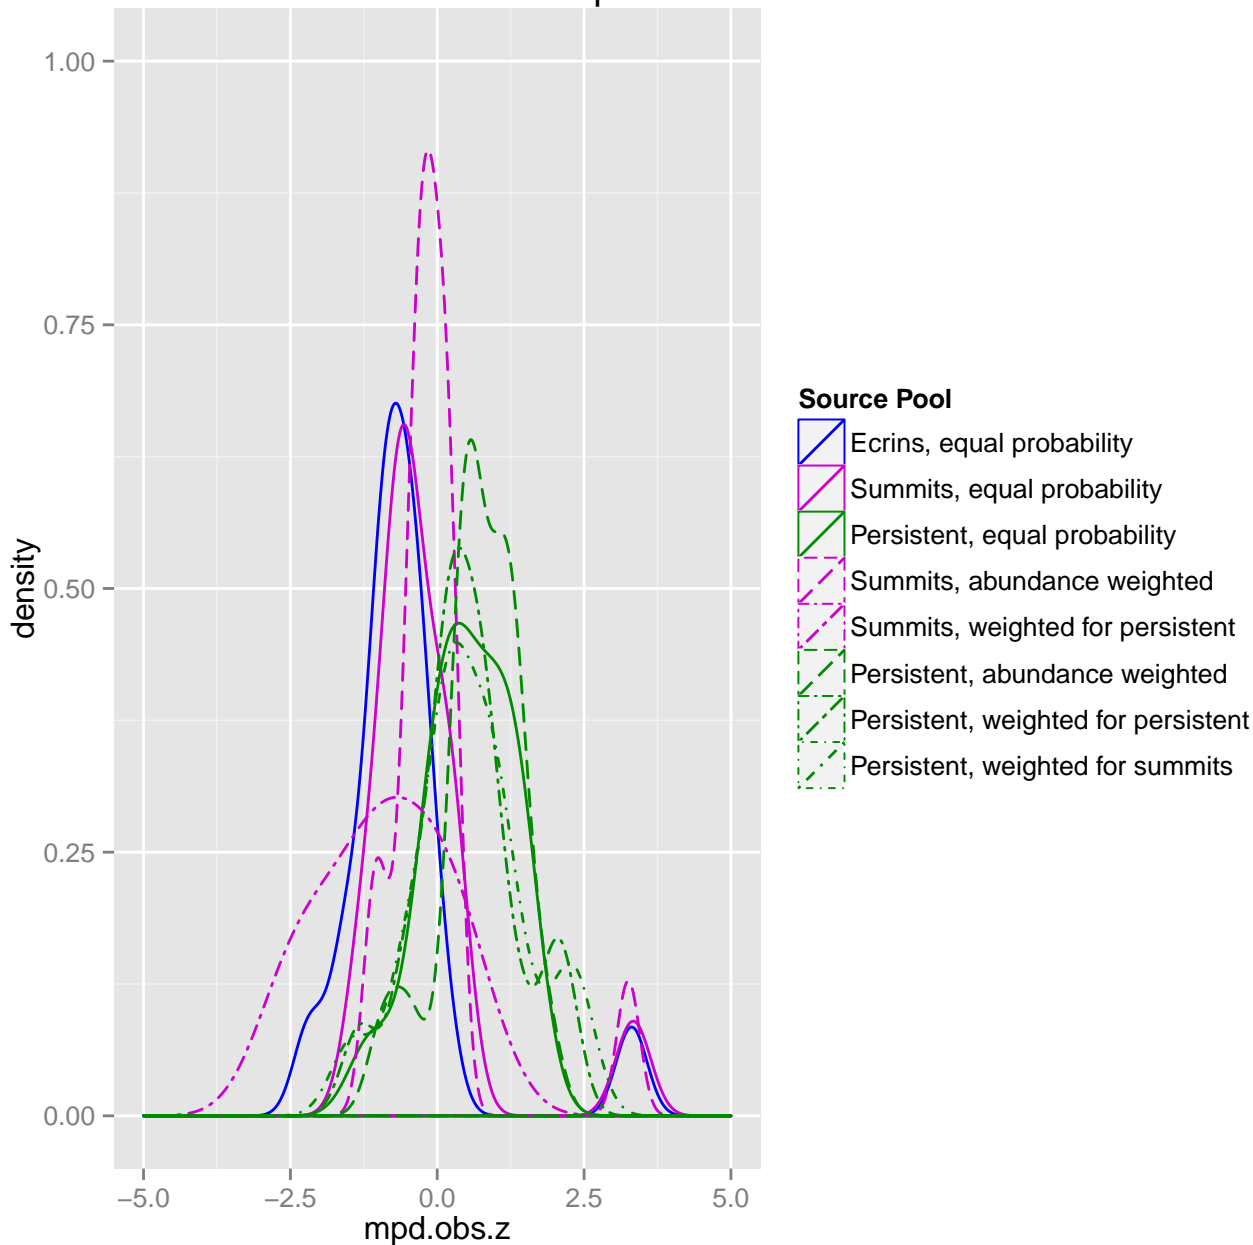 1.00
0.75
0.50
0.25
0.00
density
−5.0
−2.5
0.0
2.5
5.0
mpd.obs.z
Source Pool
Ecrins, equal probability
Summits, equal probability
Persistent, equal probability
Summits, abundance weighted
Summits, weighted for persistent
Persistent, abundance weighted
Persistent, weighted for persistent
Persistent, weighted for summits